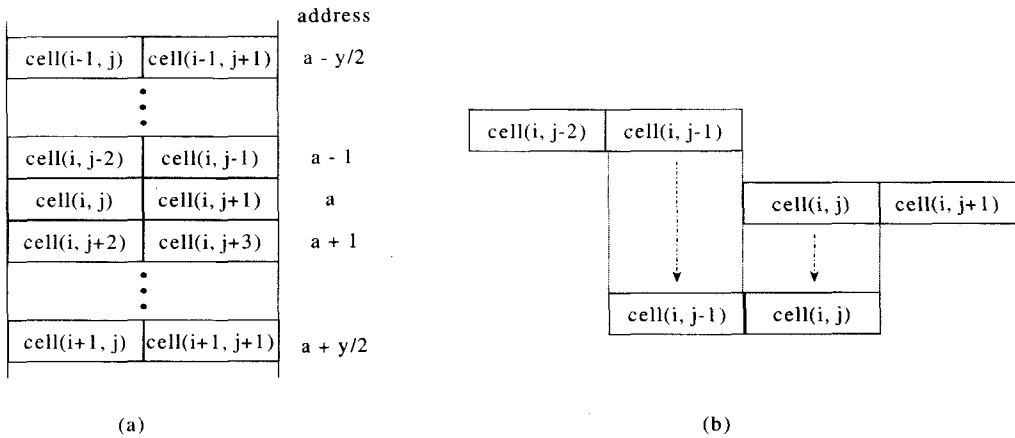 address
cell(i-1, j) cell(i-1, j+1) a - y/2
cell(i, j-2) cell(i, j-1) a - 1
cell(i, j) cell(i, j+1) a
cell(i, j+2) cell(i, j+3) a + 1
cell(i+1, j) cell(i+1, j+1) a + y/2
(a)
cell(i, j-2) cell(i, j-1)
cell(i, j) cell(i, j+1)
cell(i, j-1) cell(i, j)
(b)